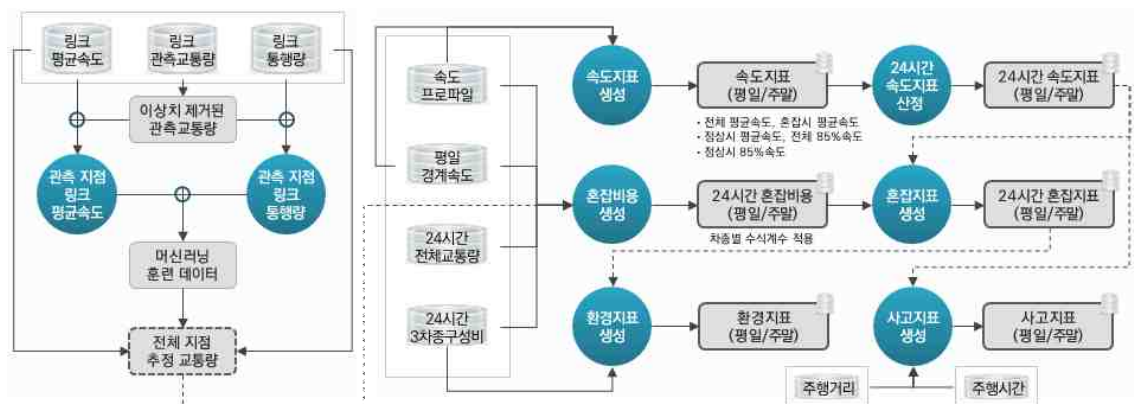 링크
평균속도
링크
관측교통량
링크
통행량
이상치 제거된
관측교통량
관측 지점
링크
평균속도
관측 지점
링크
통행량
머신러닝
훈련 데이터
전체 지점
추정 교통량
속도
프로파일
평일
경계속도
24시간
전체교통량
24시간
3차종구성비
속도지표
생성
속도지표
(평일/주말)
• 전체 평균속도, 혼잡시 평균속도
• 점상시 평균속도, 전체 85%속도
• 점상시 85%속도
24시간
속도지표
산정
24시간 속도지표
(평일/주말)
혼잡비용
생성
24시간 혼잡비용
(평일/주말)
차종별 수식계수 적용
혼잡지표
생성
24시간 혼잡지표
(평일/주말)
환경지표
생성
환경지표
(평일/주말)
사고지표
생성
사고지표
(평일/주말)
주행거리
주행시간